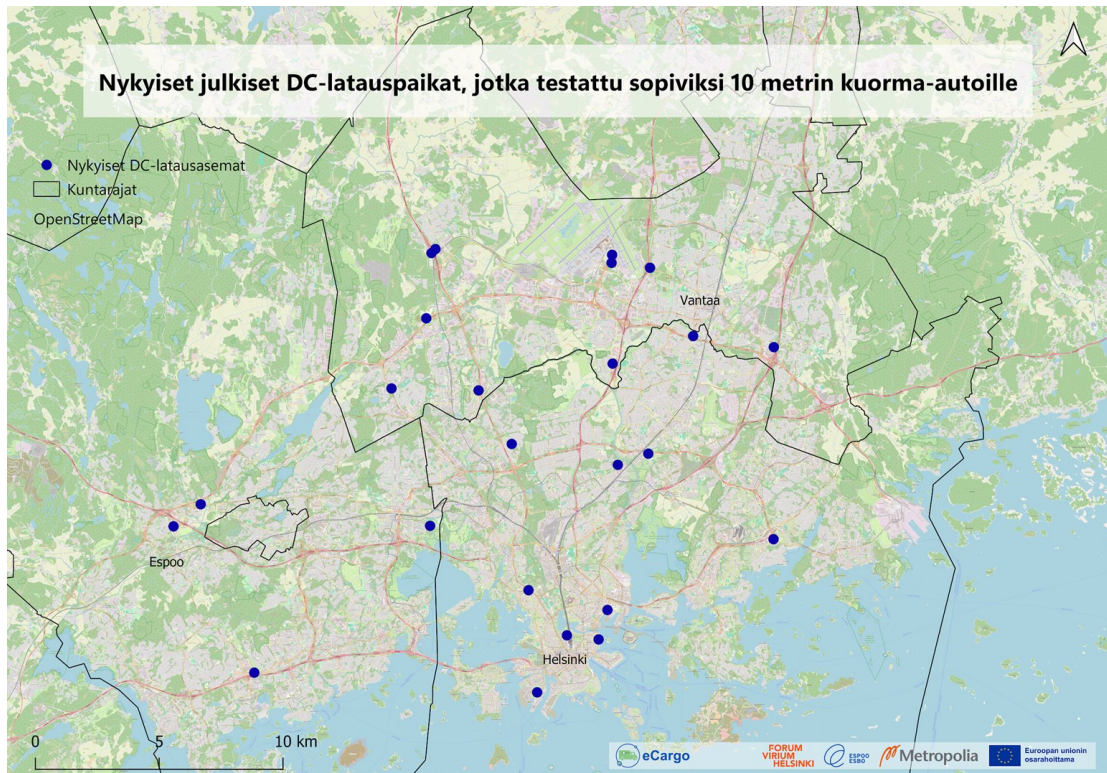 Nykyiset julkiset DC-latauspaikat, jotka testattu sopiviksi 10 metrin kuorma-autoille
Nykyiset DC-latausasemat
Kuntarajat
OpenStreetMap
Vantaa
Espoo
Helsinki
0 5 10 km
eCargo
FORUM
VIRIUM
HELSINKI
ESPOO
ESBO
Metropolia
Euroopan unionin
osarahoittama